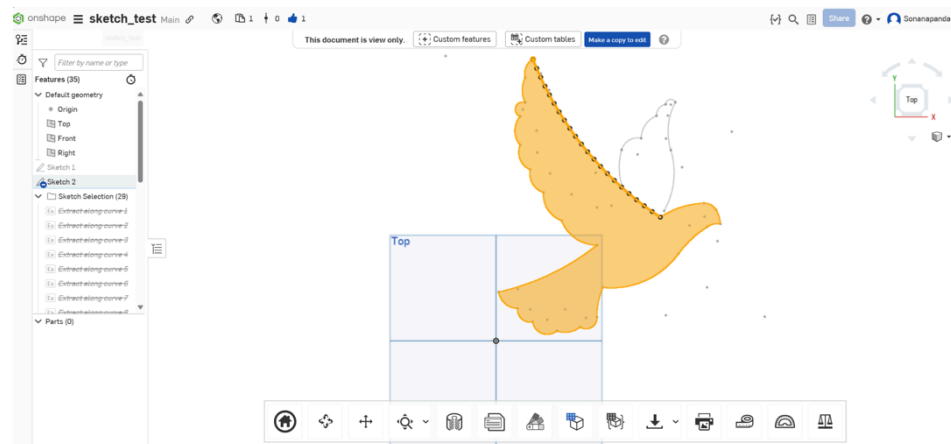 onshape sketch_test Main 1 0 1 Share Sonanapanda
This document is view only. Custom features Custom tables Make a copy to edit
Filter by name or type
Features (35)
Default geometry
Origin
Top
Front
Right
Sketch 1
Sketch 2
Sketch Selection (29)
Extract along curve 1
Extract along curve 2
Extract along curve 3
Extract along curve 4
Extract along curve 5
Extract along curve 6
Extract along curve 7
Parts (0)
Top
Y
Top
X